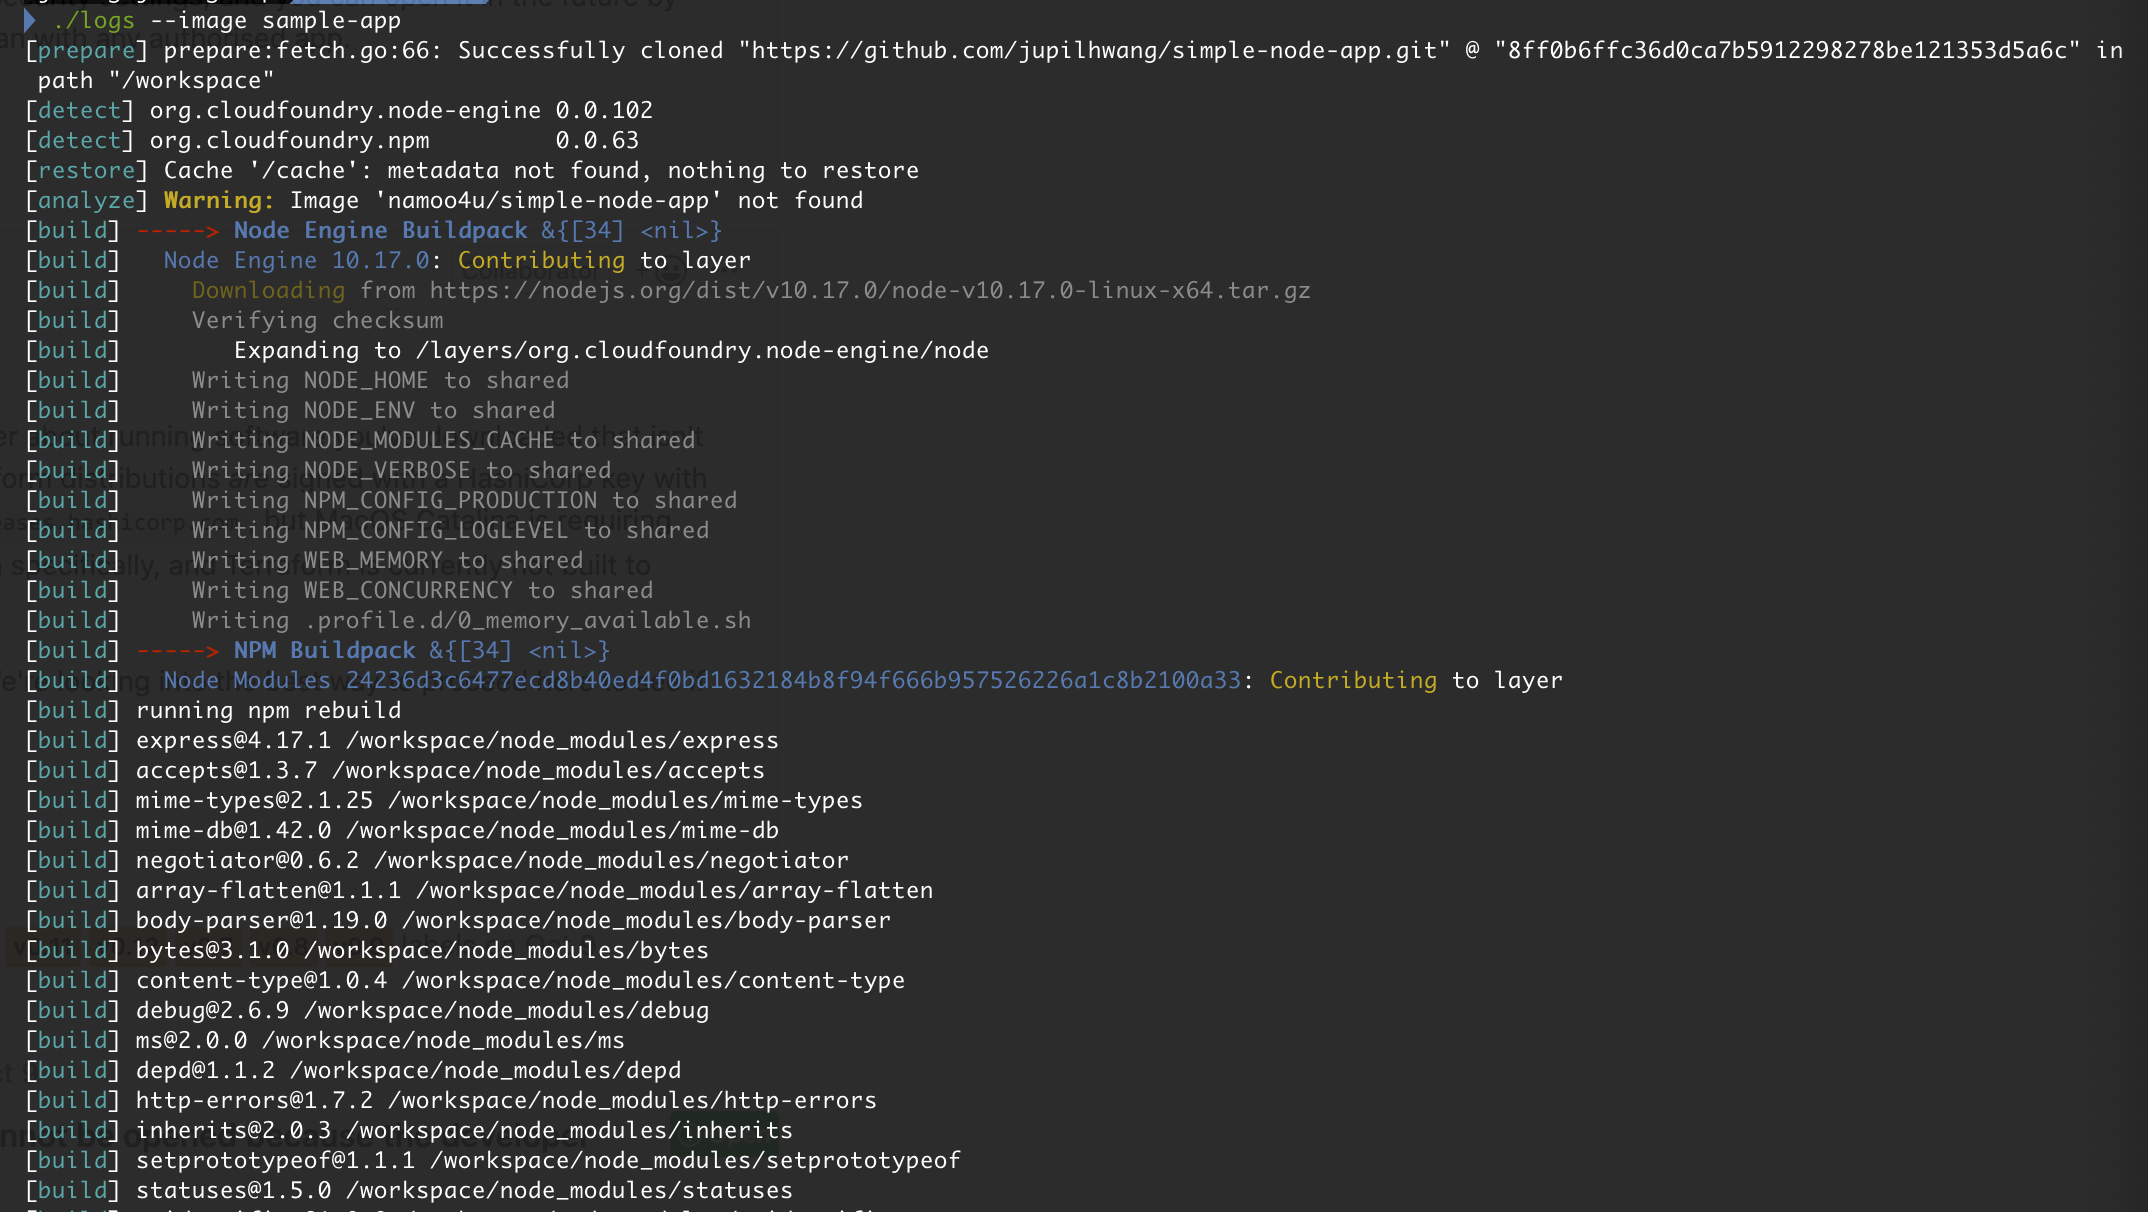 ./logs --image sample-app
[prepare] prepare:fetch.go:66: Successfully cloned "https://github.com/jupilhwang/simple-node-app.git" @ "8ff0b6ffc36d0ca7b5912298278be121353d5a6c" in
path "/workspace"
[detect] org.cloudfoundry.node-engine 0.0.102
[detect] org.cloudfoundry.npm         0.0.63
[restore] Cache '/cache': metadata not found, nothing to restore
[analyze] Warning: Image 'namoo4u/simple-node-app' not found
[build] -----> Node Engine Buildpack &{[34] <nil>}
[build]   Node Engine 10.17.0: Contributing to layer
[build]     Downloading from https://nodejs.org/dist/v10.17.0/node-v10.17.0-linux-x64.tar.gz
[build]     Verifying checksum
[build]        Expanding to /layers/org.cloudfoundry.node-engine/node
[build]     Writing NODE_HOME to shared
[build]     Writing NODE_ENV to shared
[build]     Writing NODE_MODULES_CACHE to shared
[build]     Writing NODE_VERBOSE to shared
[build]     Writing NPM_CONFIG_PRODUCTION to shared
[build]     Writing NPM_CONFIG_LOGLEVEL to shared
[build]     Writing WEB_MEMORY to shared
[build]     Writing WEB_CONCURRENCY to shared
[build]     Writing .profile.d/0_memory_available.sh
[build] -----> NPM Buildpack &{[34] <nil>}
[build]   Node Modules 24236d3c6477ecd8b40ed4f0bd1632184b8f94f666b957526226a1c8b2100a33: Contributing to layer
[build] running npm rebuild
[build] express@4.17.1 /workspace/node_modules/express
[build] accepts@1.3.7 /workspace/node_modules/accepts
[build] mime-types@2.1.25 /workspace/node_modules/mime-types
[build] mime-db@1.42.0 /workspace/node_modules/mime-db
[build] negotiator@0.6.2 /workspace/node_modules/negotiator
[build] array-flatten@1.1.1 /workspace/node_modules/array-flatten
[build] body-parser@1.19.0 /workspace/node_modules/body-parser
[build] bytes@3.1.0 /workspace/node_modules/bytes
[build] content-type@1.0.4 /workspace/node_modules/content-type
[build] debug@2.6.9 /workspace/node_modules/debug
[build] ms@2.0.0 /workspace/node_modules/ms
[build] depd@1.1.2 /workspace/node_modules/depd
[build] http-errors@1.7.2 /workspace/node_modules/http-errors
[build] inherits@2.0.3 /workspace/node_modules/inherits
[build] setprototypeof@1.1.1 /workspace/node_modules/setprototypeof
[build] statuses@1.5.0 /workspace/node_modules/statuses